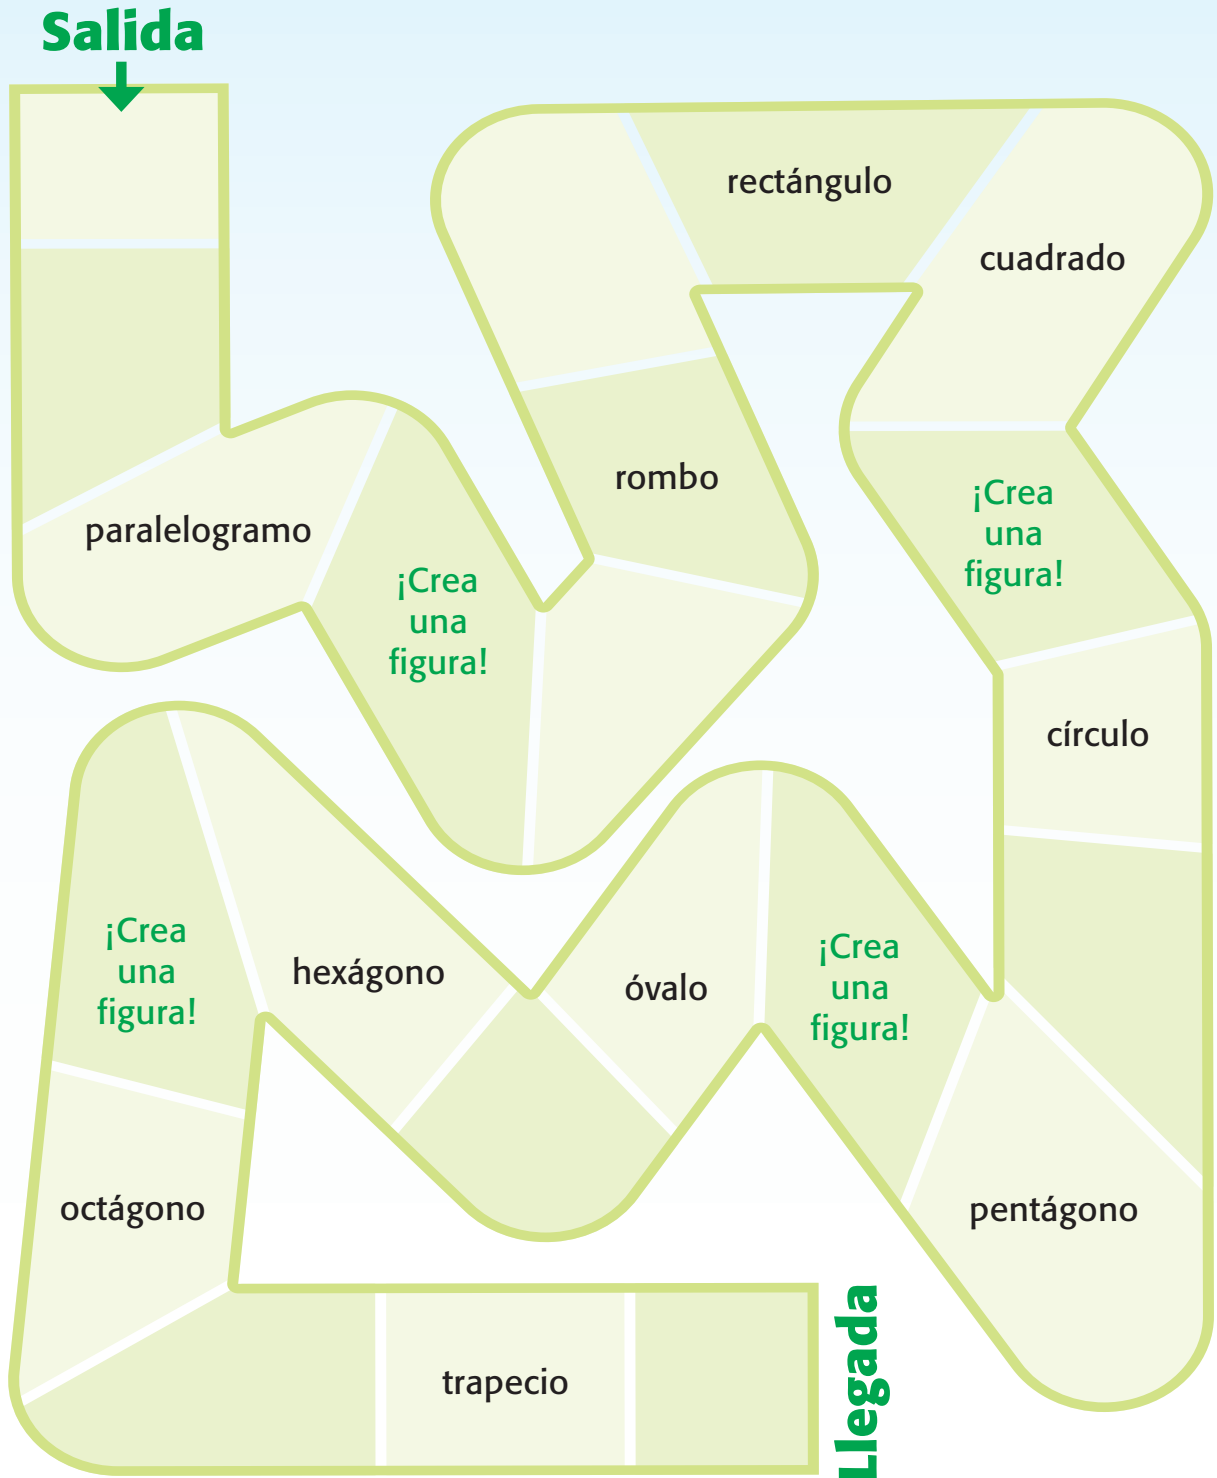 Salida
paralelogramo
¡Crea
una
figura!
rombo
rectángulo
cuadrado
¡Crea
una
figura!
círculo
pentágono
¡Crea
una
figura!
óvalo
hexágono
¡Crea
una
figura!
octágono
trapecio
Llegada